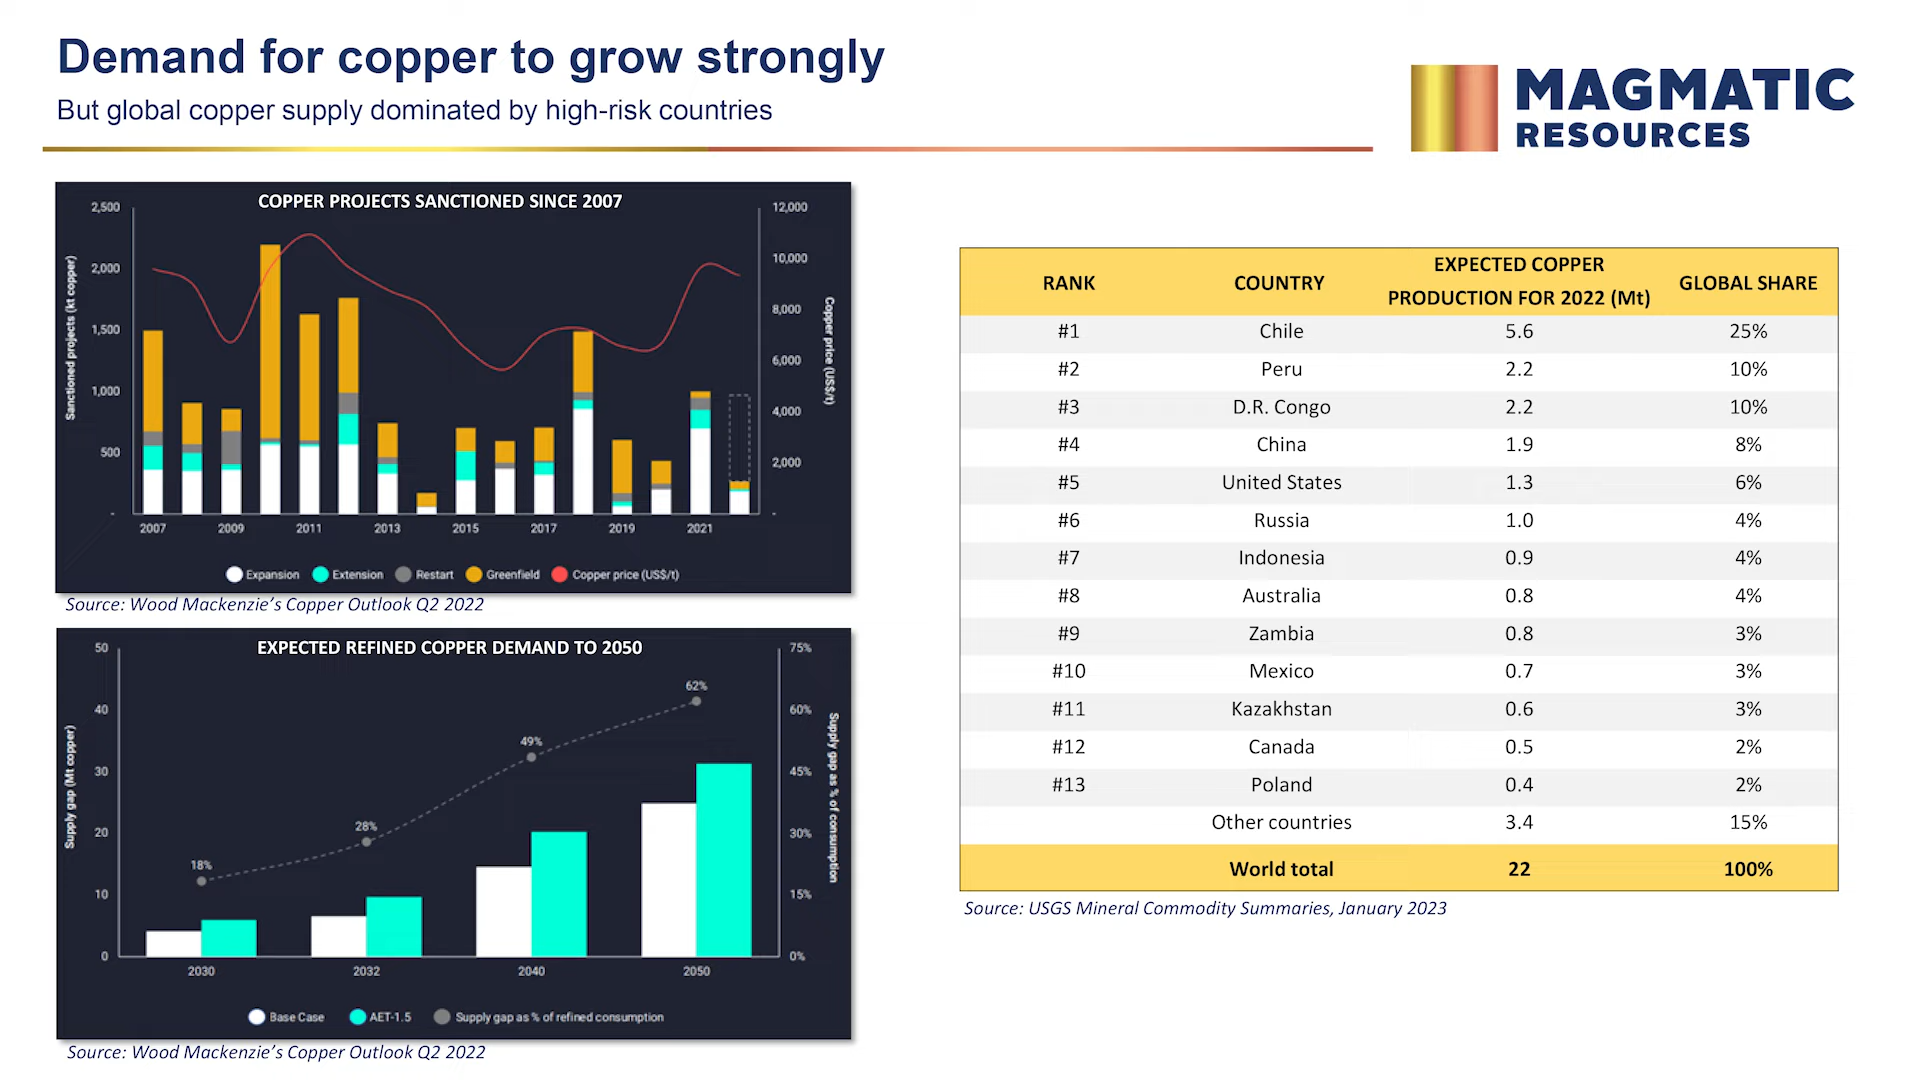 Demand for copper to grow strongly
But global copper supply dominated by high-risk countries
MAGMATIC
RESOURCES
COPPER PROJECTS SANCTIONED SINCE 2007
2,500
2,000
1,500
1,000
500
-
Sanctioned projects (kt copper)
12,000
10,000
8,000
6,000
4,000
2,000
-
Copper price (US$/t)
2007 2009 2011 2013 2015 2017 2019 2021
Expansion Extension Restart Greenfield Copper price (US$/t)
Source: Wood Mackenzie's Copper Outlook Q2 2022
EXPECTED REFINED COPPER DEMAND TO 2050
50
40
30
20
10
0
Supply gap (Mt copper)
75%
60%
45%
30%
15%
0%
Supply gap as % of consumption
18%
28%
49%
62%
2030 2032 2040 2050
Base Case AET-1.5 Supply gap as % of refined consumption
Source: Wood Mackenzie's Copper Outlook Q2 2022
RANK COUNTRY EXPECTED COPPER PRODUCTION FOR 2022 (Mt) GLOBAL SHARE
#1 Chile 5.6 25%
#2 Peru 2.2 10%
#3 D.R. Congo 2.2 10%
#4 China 1.9 8%
#5 United States 1.3 6%
#6 Russia 1.0 4%
#7 Indonesia 0.9 4%
#8 Australia 0.8 4%
#9 Zambia 0.8 3%
#10 Mexico 0.7 3%
#11 Kazakhstan 0.6 3%
#12 Canada 0.5 2%
#13 Poland 0.4 2%
Other countries 3.4 15%
World total 22 100%
Source: USGS Mineral Commodity Summaries, January 2023